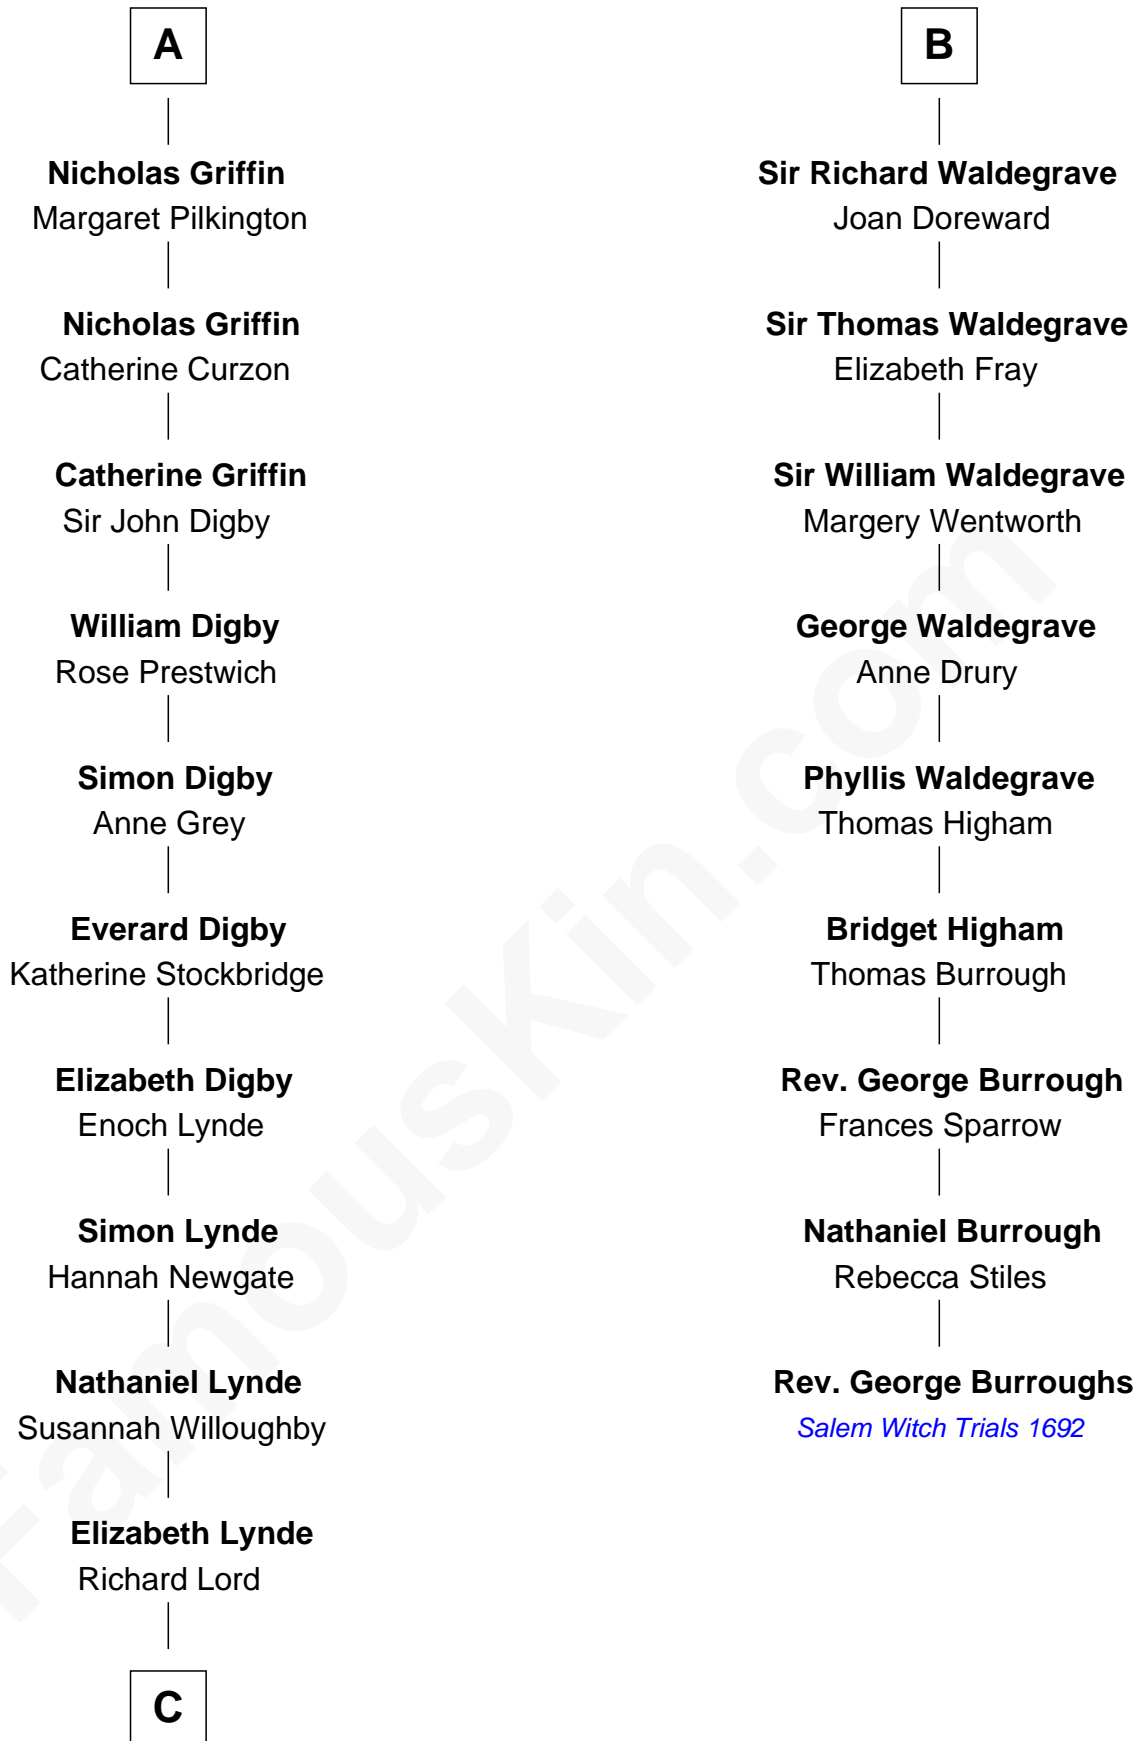 A
Nicholas Griffin
Margaret Pilkington
Nicholas Griffin
Catherine Curzon
Catherine Griffin
Sir John Digby
William Digby
Rose Prestwich
Simon Digby
Anne Grey
Everard Digby
Katherine Stockbridge
Elizabeth Digby
Enoch Lynde
Simon Lynde
Hannah Newgate
Nathaniel Lynde
Susannah Willoughby
Elizabeth Lynde
Richard Lord
C
B
Sir Richard Waldegrave
Joan Doreward
Sir Thomas Waldegrave
Elizabeth Fray
Sir William Waldegrave
Margery Wentworth
George Waldegrave
Anne Drury
Phyllis Waldegrave
Thomas Higham
Bridget Higham
Thomas Burrough
Rev. George Burrough
Frances Sparrow
Nathaniel Burrough
Rebecca Stiles
Rev. George Burroughs
Salem Witch Trials 1692
FamousKin.com